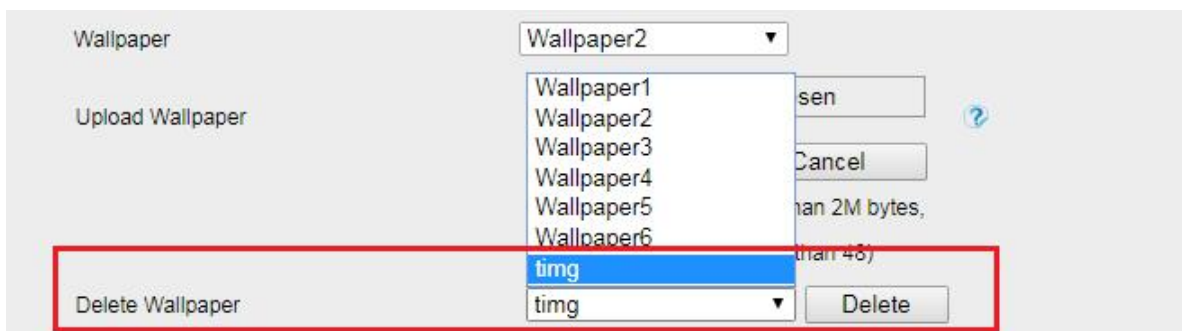 Wallpaper Wallpaper2
Wallpaper1
sen
Upload Wallpaper Wallpaper2
Wallpaper3
Wallpaper4 Cancel
Wallpaper5 han 2M bytes,
Wallpaper6 than 48)
timg
Delete Wallpaper timg Delete